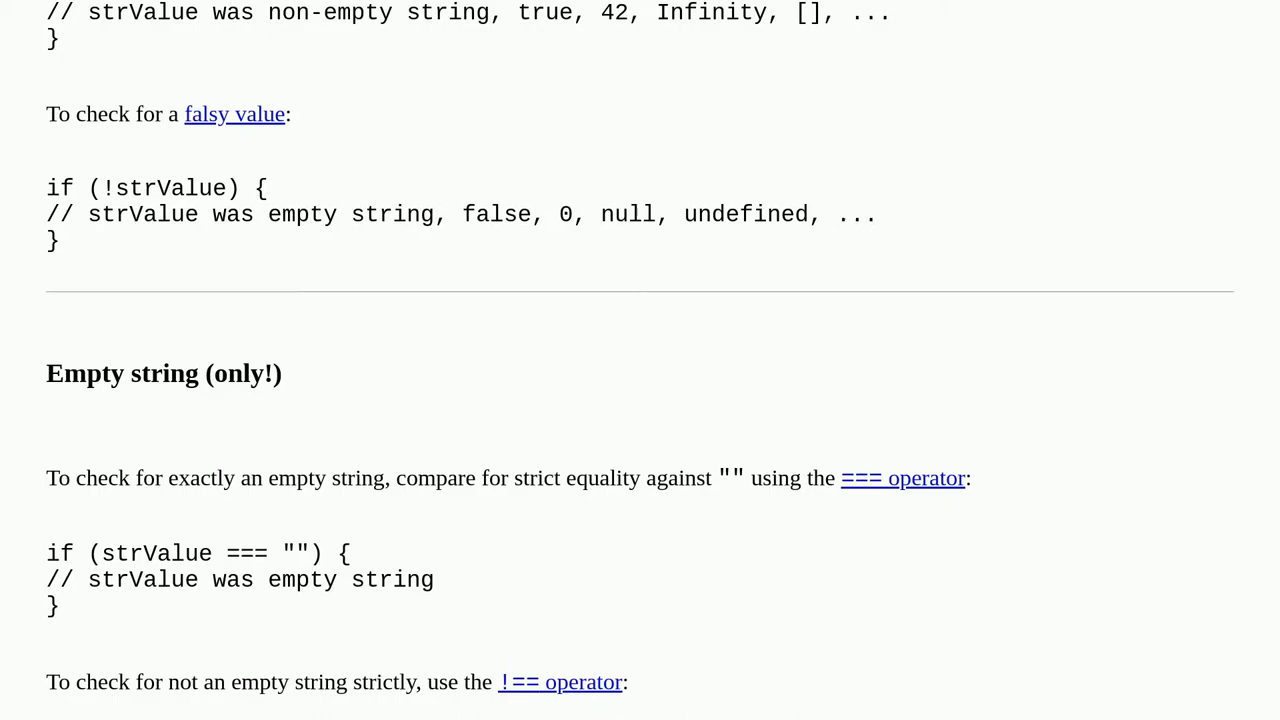 // strValue was non-empty string, true, 42, Infinity, [], ...
}
To check for a falsy value:
if (!strValue) {
// strValue was empty string, false, 0, null, undefined, ...
}
Empty string (only!)
To check for exactly an empty string, compare for strict equality against "" using the === operator:
if (strValue === "") {
// strValue was empty string
}
To check for not an empty string strictly, use the !== operator: